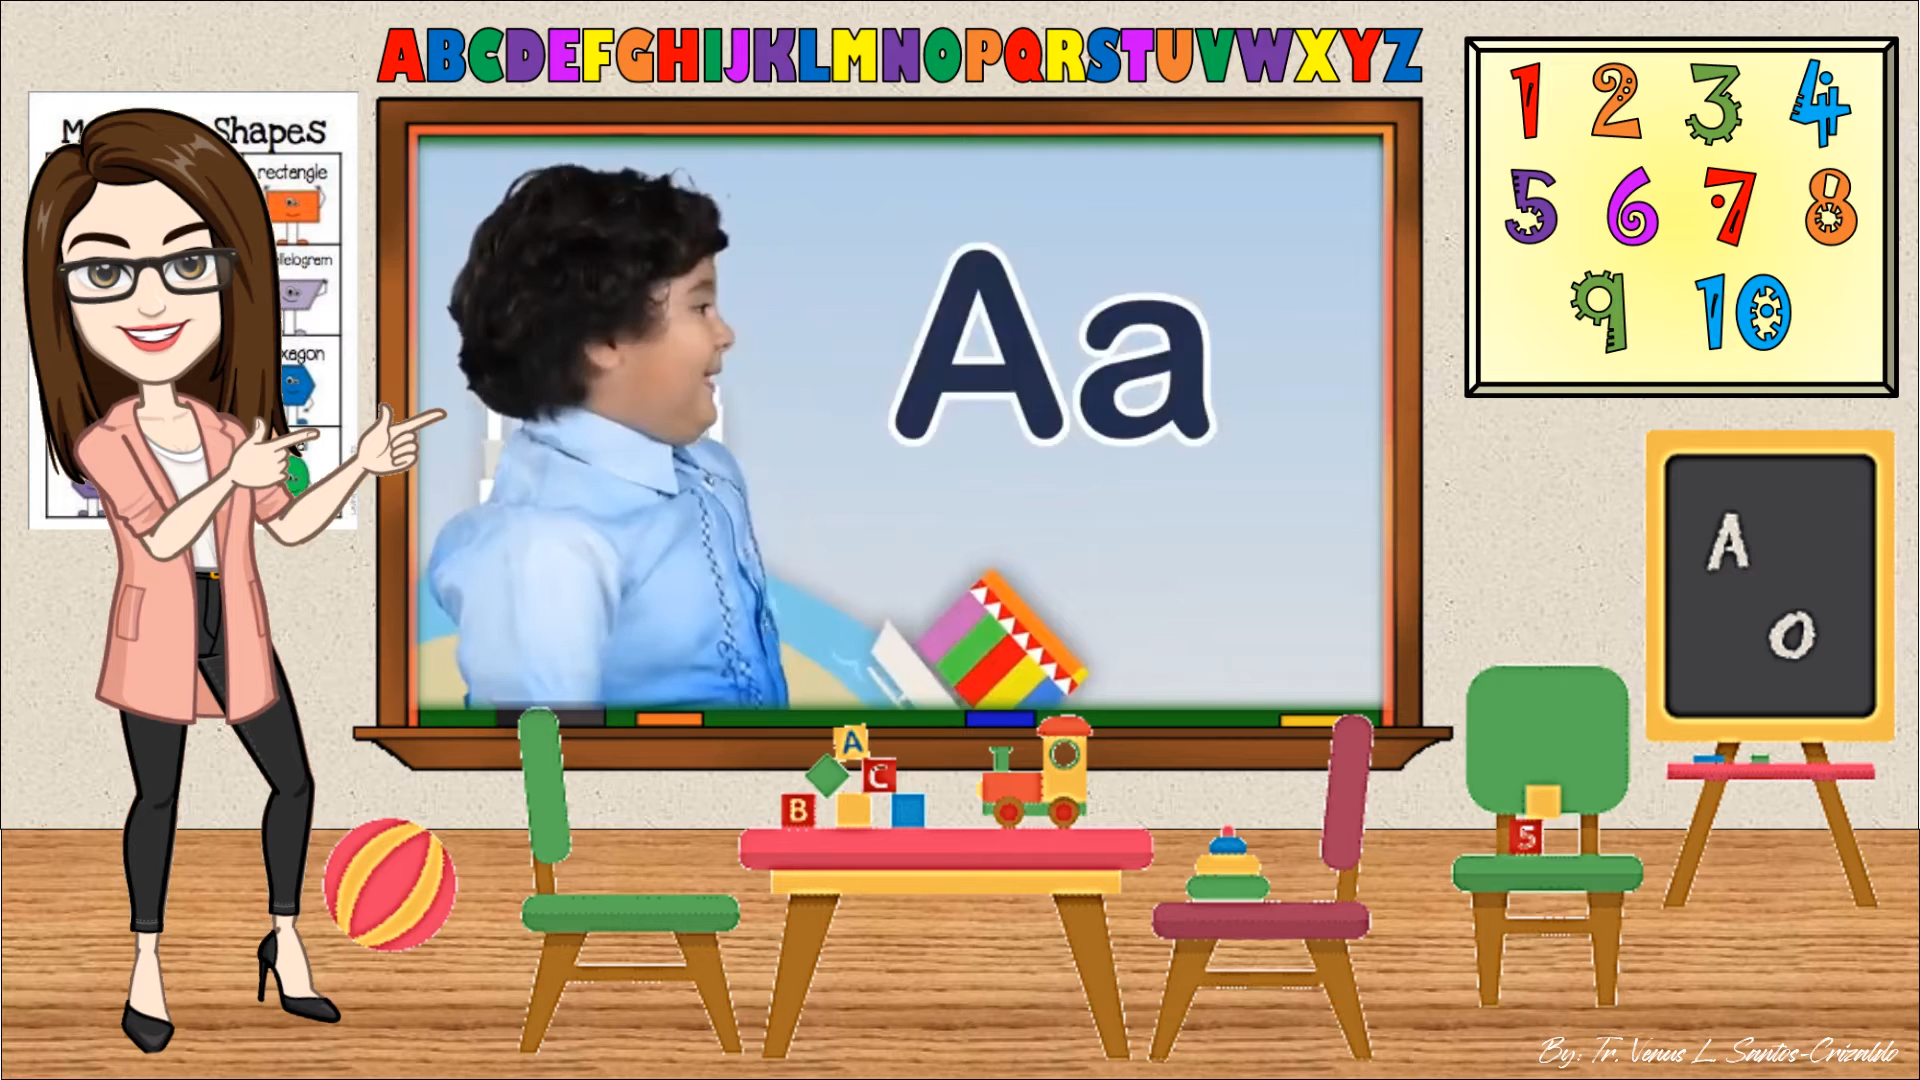 ABCDEFGHIJKLMNOPQRSTUVWXYZ
Shapes
rectangle
Aa
1 2 3 4
5 6 7 8
9 10
A
O
A
C
B
5
By: Tr. Venus L. Santos-Crizaldo